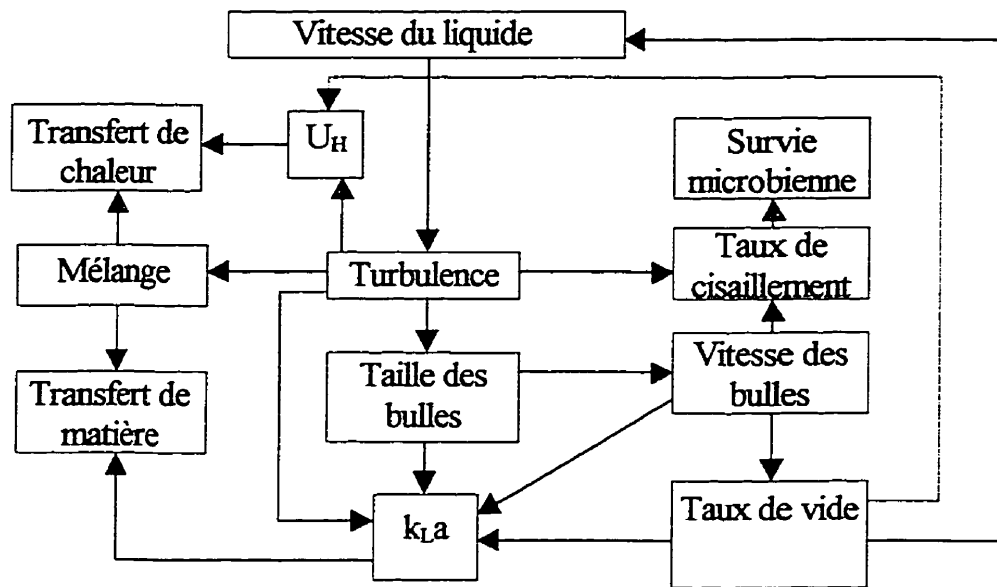 Vitesse du liquide
Transfert de
chaleur
U_H
Survie
microbienne
Mélange
Turbulence
Taux de
cisaillement
Transfert de
matière
Taille des
bulles
Vitesse des
bulles
k_La
Taux de vide